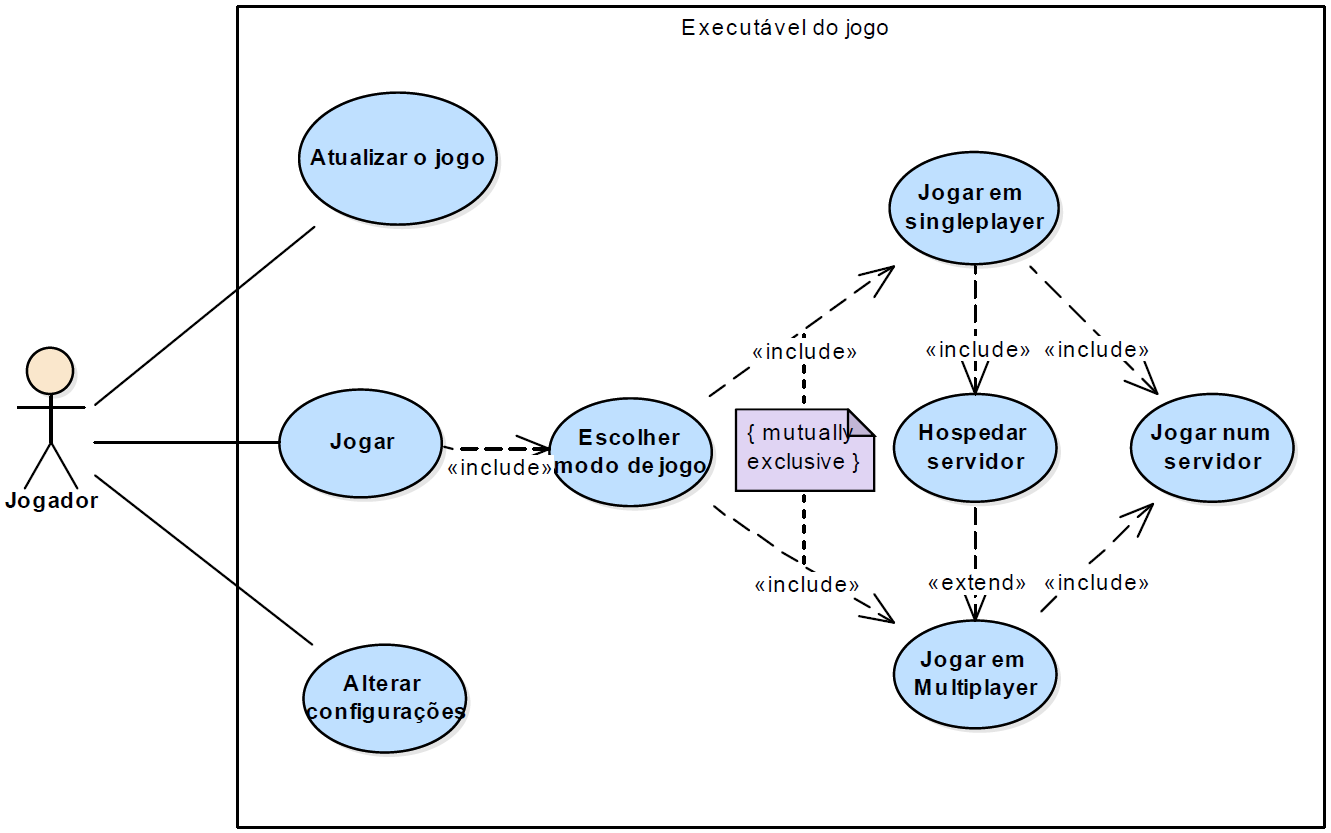 Executável do jogo
Atualizar o jogo
Jogar em
singleplayer
«include»
«include»
«include»
Jogar
«include»
Escolher
modo de jogo
{ mutually
exclusive }
Hospedar
servidor
Jogar num
servidor
Jogador
«include»
«extend»
«include»
Alterar
configurações
Jogar em
Multiplayer